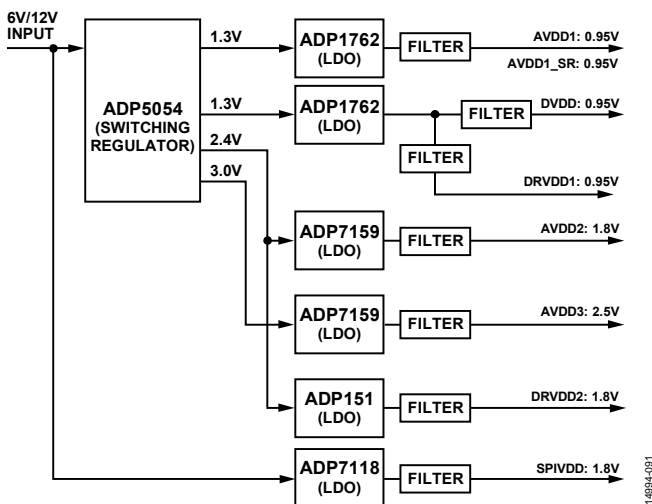 6V/12V
INPUT
ADP5054
(SWITCHING
REGULATOR)
1.3V
1.3V
2.4V
3.0V
ADP1762
(LDO)
FILTER
AVDD1: 0.95V
AVDD1_SR: 0.95V
ADP1762
(LDO)
FILTER
DVDD: 0.95V
FILTER
DRVDD1: 0.95V
ADP7159
(LDO)
FILTER
AVDD2: 1.8V
ADP7159
(LDO)
FILTER
AVDD3: 2.5V
ADP151
(LDO)
FILTER
DRVDD2: 1.8V
ADP7118
(LDO)
FILTER
SPIVDD: 1.8V
14994-091